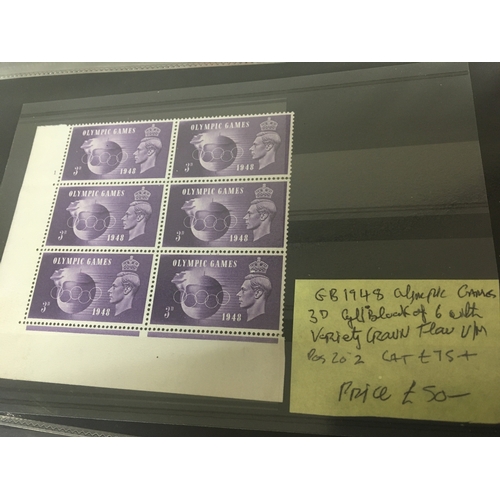 OLYMPIC GAMES OLYMPIC GAMES
3D 1948 3D 1948
OLYMPIC GAMES OLYMPIC GAMES
3D 1948 3D 1948
OLYMPIC GAMES OLYMPIC GAMES
3D 1948 3D 1948
GB 1948 Olympic Games
3D Cyl Block of 6 with
Variety Crown Flaw U/M
Pos 20-2 CAT £75+
PRICE £50-